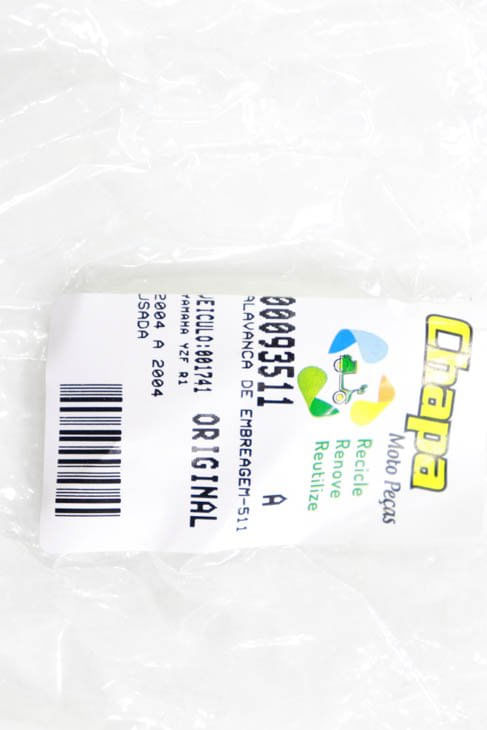 Chapa
Moto Peças
Recicle
Renove
Reutilize
00093511 A
ALAVANCA DE EMBREAGEM-511
VEICULO:001741 ORIGINAL
YAMAHA YZF R1
2004 A 2004
USADA